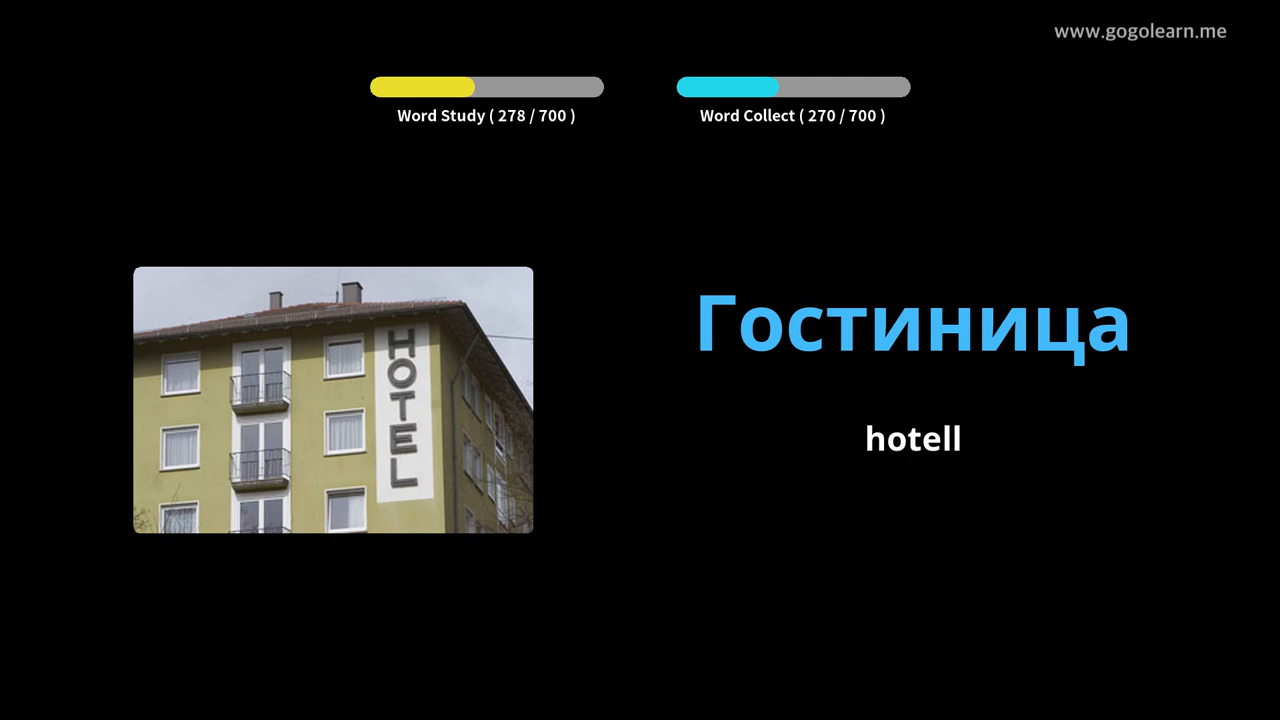 www.gogolearn.me
Word Study ( 278 / 700 )
Word Collect ( 270 / 700 )
HOTEL
Гостиница
hotell